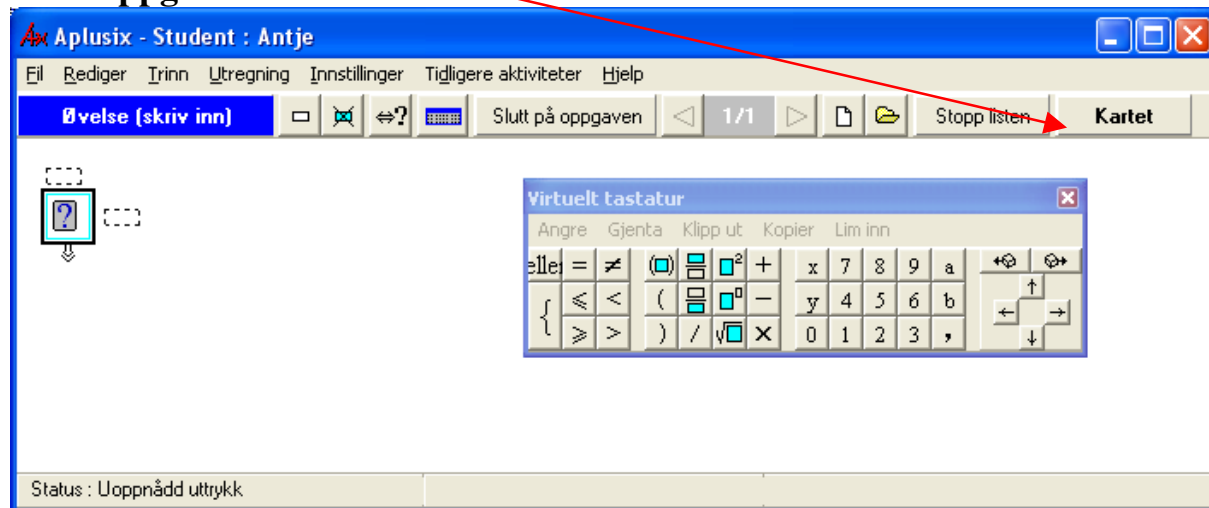 Aplusix - Student : Antje
Fil Rediger Trinn Utregning Innstillinger Tidligere aktiviteter Hjelp
Øvelse (skriv inn) ⇔? Slutt på oppgaven 1/1 Stopp listen Kartet
?
Virtuelt tastatur
Angre Gjenta Klipp ut Kopier Lim inn
eller = ≠ (□) □² + x 7 8 9 a
{ ⩽ < ( □ - y 4 5 6 b
⩾ > ) / √□ × 0 1 2 3 ,
Status : Uoppnådd uttrykk